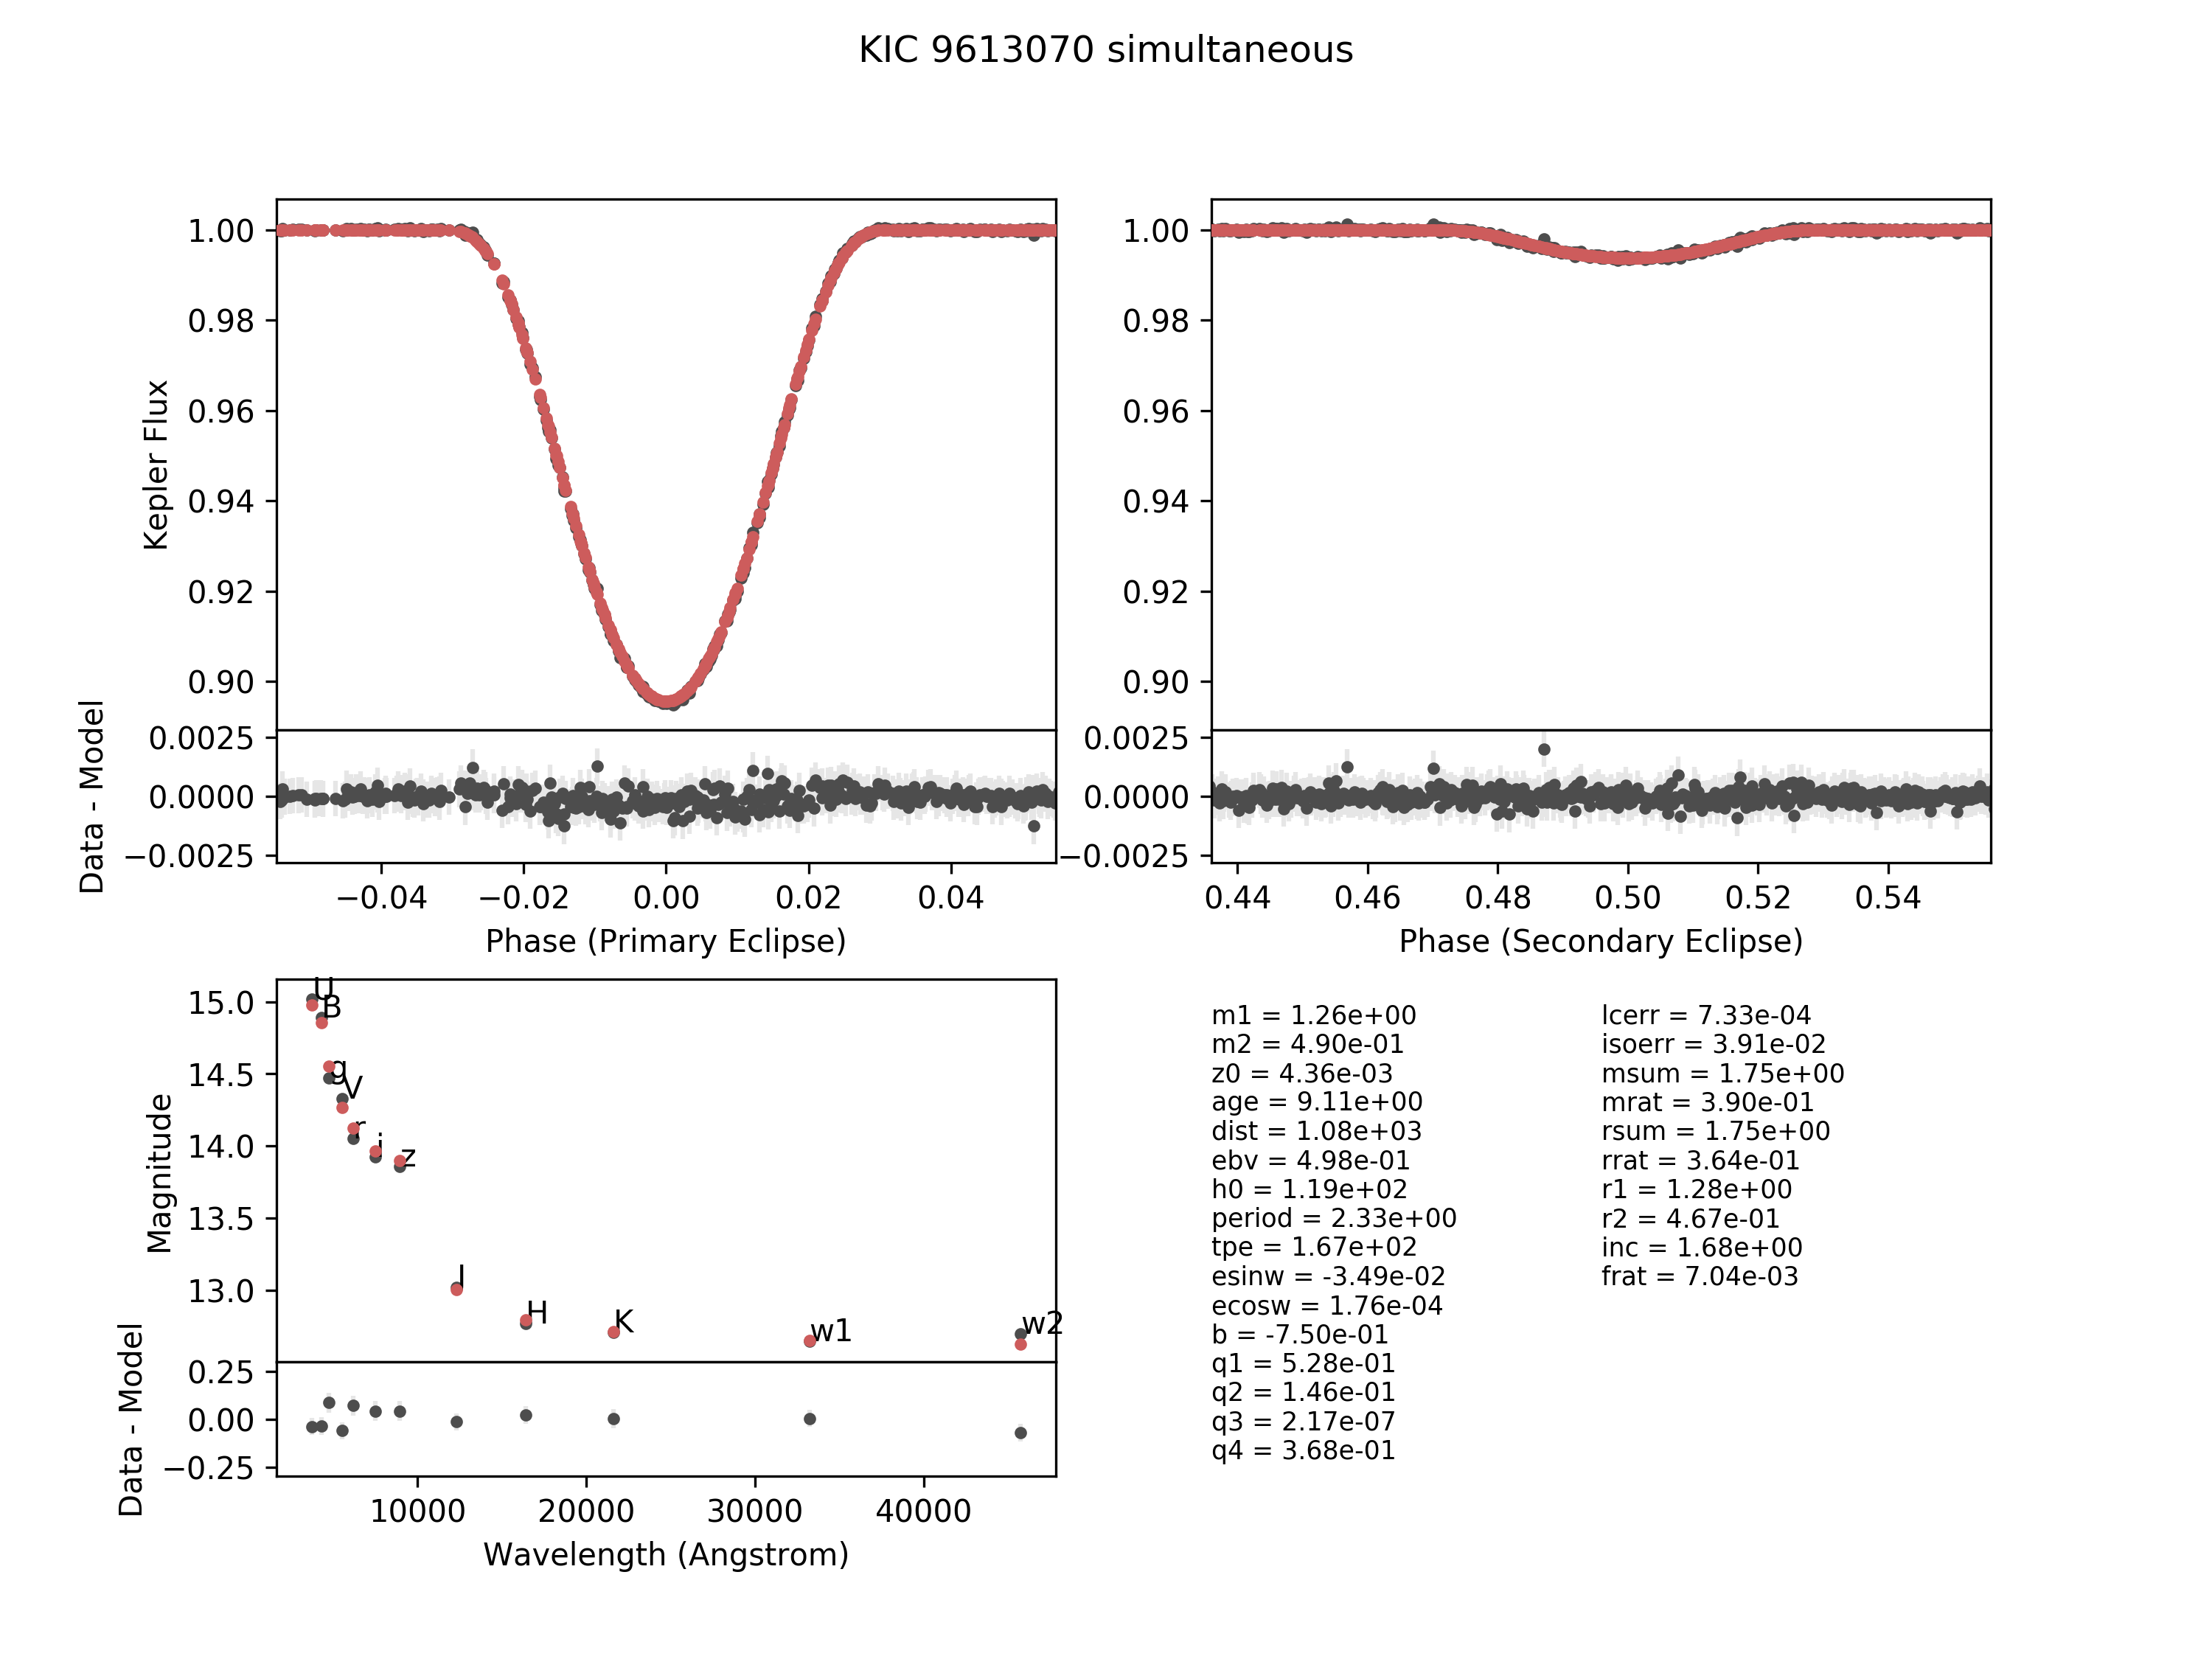 KIC 9613070 simultaneous
1.00
0.98
0.96
0.94
0.92
0.90
Kepler Flux
0.0025
0.0000
−0.0025
Data - Model
−0.04
−0.02
0.00
0.02
0.04
Phase (Primary Eclipse)
1.00
0.98
0.96
0.94
0.92
0.90
0.0025
0.0000
−0.0025
0.44
0.46
0.48
0.50
0.52
0.54
Phase (Secondary Eclipse)
15.0
14.5
14.0
13.5
13.0
Magnitude
U
B
g
V
r
i
z
J
H
K
w1
w2
0.25
0.00
−0.25
Data - Model
10000
20000
30000
40000
Wavelength (Angstrom)
m1 = 1.26e+00
m2 = 4.90e-01
z0 = 4.36e-03
age = 9.11e+00
dist = 1.08e+03
ebv = 4.98e-01
h0 = 1.19e+02
period = 2.33e+00
tpe = 1.67e+02
esinw = -3.49e-02
ecosw = 1.76e-04
b = -7.50e-01
q1 = 5.28e-01
q2 = 1.46e-01
q3 = 2.17e-07
q4 = 3.68e-01
lcerr = 7.33e-04
isoerr = 3.91e-02
msum = 1.75e+00
mrat = 3.90e-01
rsum = 1.75e+00
rrat = 3.64e-01
r1 = 1.28e+00
r2 = 4.67e-01
inc = 1.68e+00
frat = 7.04e-03